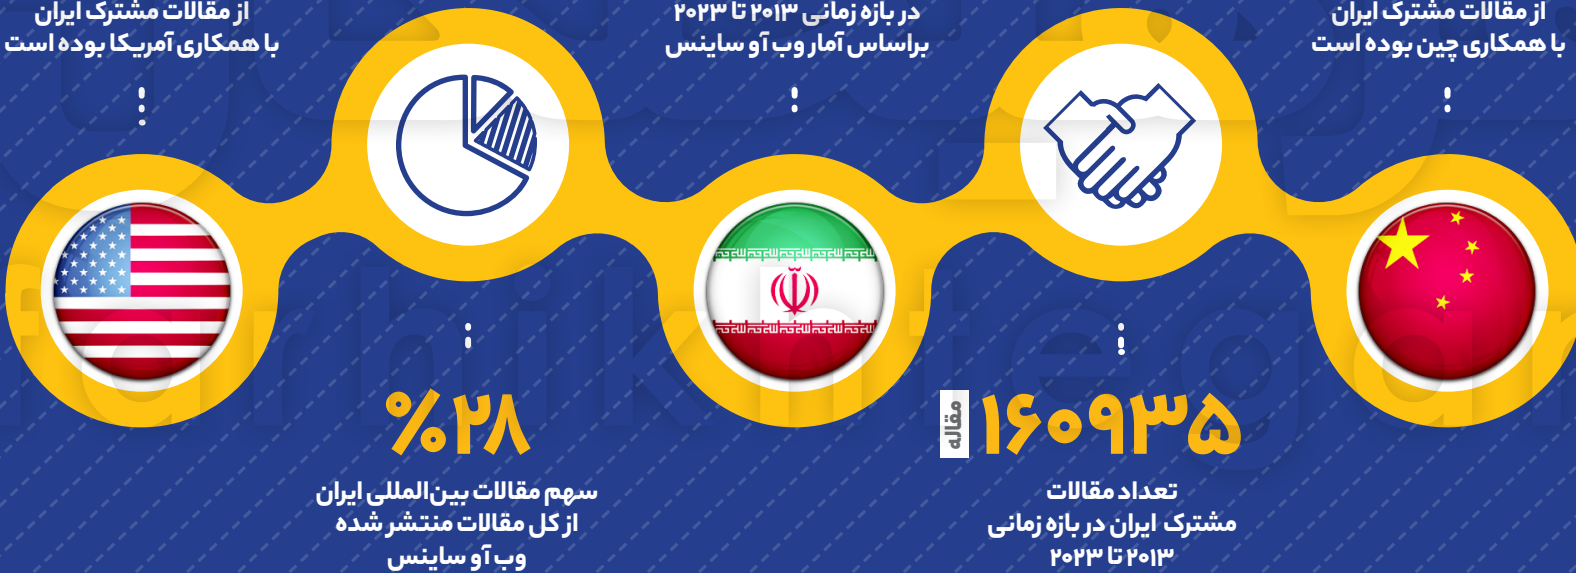 از مقالات مشترک ایران
با همکاری چین بوده است
۱۶۰۹۳۵
مقاله
تعداد مقالات
مشترک ایران در بازه زمانی
۲۰۱۳ تا ۲۰۲۳
در بازه زمانی ۲۰۱۳ تا ۲۰۲۳
براساس آمار وب آو ساینس
%۲۸
سهم مقالات بین‌المللی ایران
از کل مقالات منتشر شده
وب آو ساینس
از مقالات مشترک ایران
با همکاری آمریکا بوده است